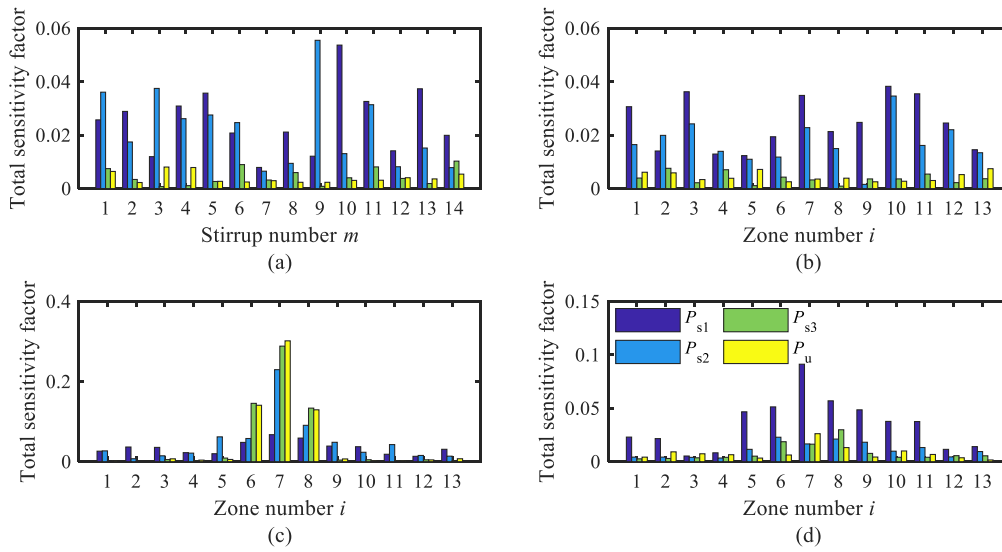 0.06
0.04
0.02
0
Total sensitivity factor
1 2 3 4 5 6 7 8 9 10 11 12 13 14
Stirrup number m
(a)
0.06
0.04
0.02
0
Total sensitivity factor
1 2 3 4 5 6 7 8 9 10 11 12 13
Zone number i
(b)
0.4
0.2
0
Total sensitivity factor
1 2 3 4 5 6 7 8 9 10 11 12 13
Zone number i
(c)
0.15
0.1
0.05
0
Total sensitivity factor
P_s1 P_s3
P_s2 P_u
1 2 3 4 5 6 7 8 9 10 11 12 13
Zone number i
(d)